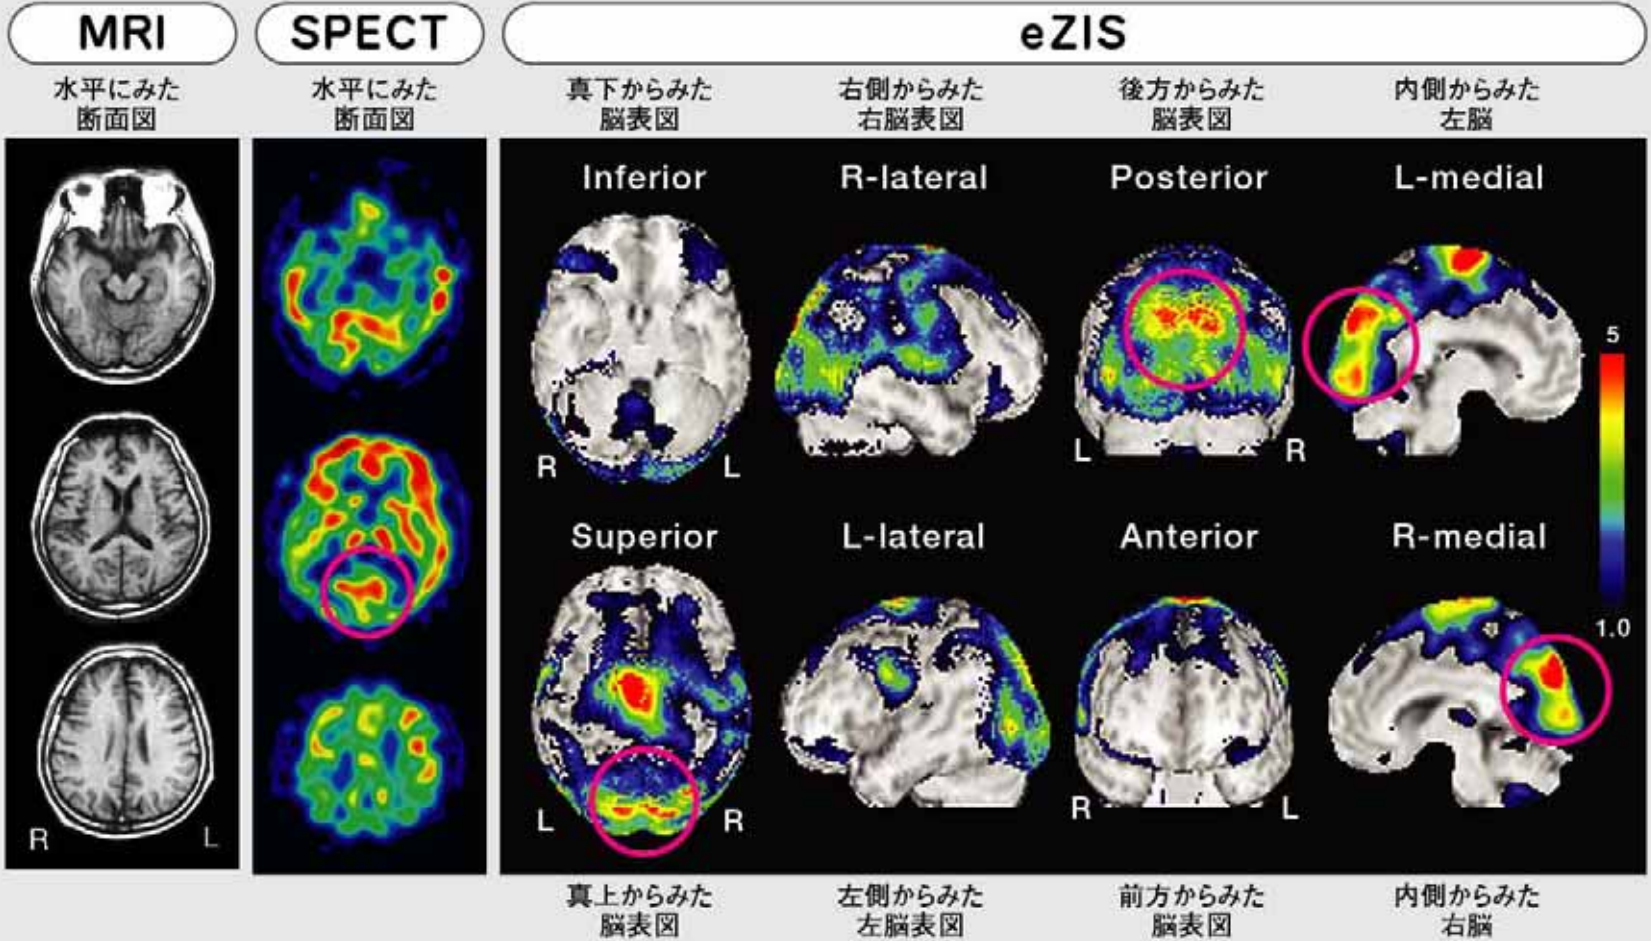 MRI
SPECT
eZIS
水平にみた
断面図
水平にみた
断面図
真下からみた
脳表図
右側からみた
右脳表図
後方からみた
脳表図
内側からみた
左脳
Inferior
R-lateral
Posterior
L-medial
R
L
L
R
5
1.0
Superior
L-lateral
Anterior
R-medial
R
L
L
R
R
L
真上からみた
脳表図
左側からみた
左脳表図
前方からみた
脳表図
内側からみた
右脳